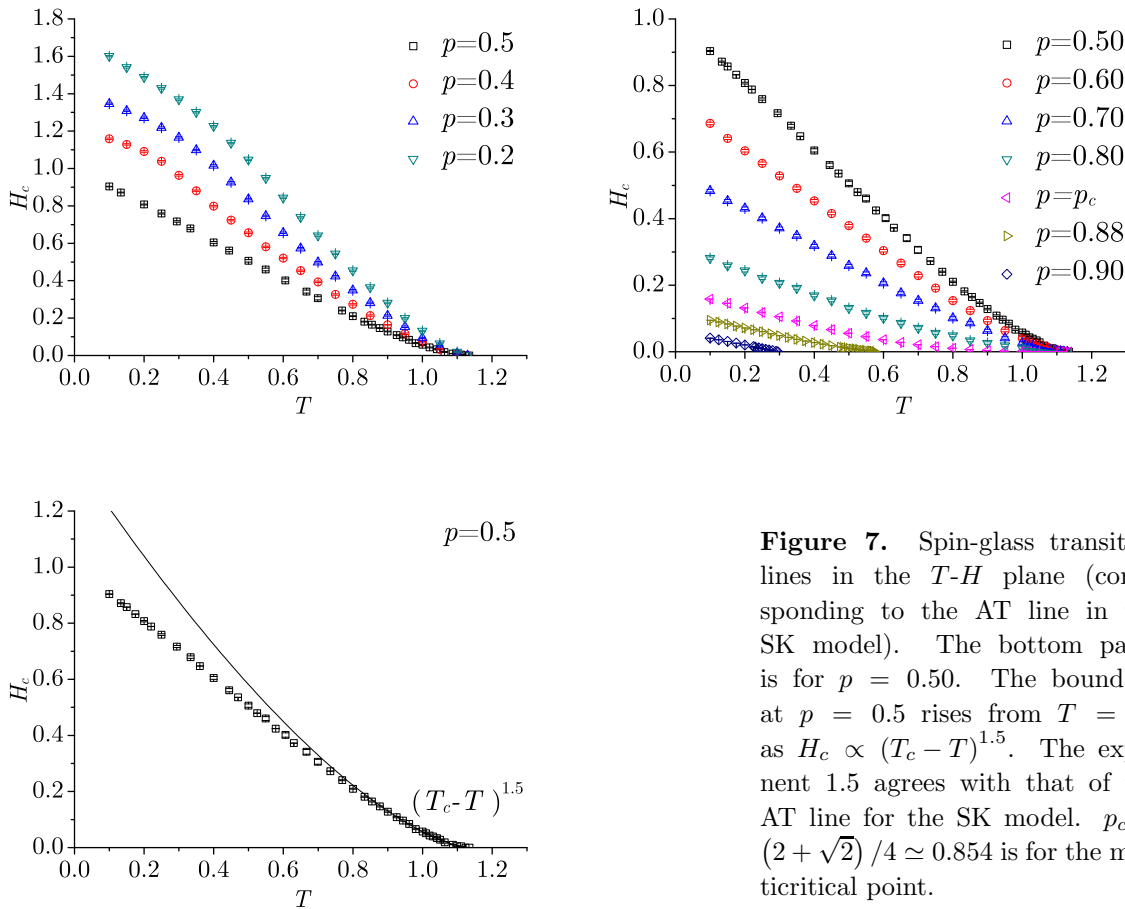 1.8
1.6
1.4
1.2
1.0
0.8
0.6
0.4
0.2
0.0
H_c
0.0 0.2 0.4 0.6 0.8 1.0 1.2
T
p=0.5
p=0.4
p=0.3
p=0.2
1.0
0.8
0.6
0.4
0.2
0.0
H_c
0.0 0.2 0.4 0.6 0.8 1.0
T
p=0.50
p=0.60
p=0.70
p=0.80
p=p_c
p=0.88
p=0.90
1.2
1.0
0.8
0.6
0.4
0.2
0.0
H_c
0.0 0.2 0.4 0.6 0.8 1.0 1.2
T
p=0.5
(T_c-T)^{1.5}
Figure 7. Spin-glass transit
lines in the T-H plane (cor
sponding to the AT line in
SK model). The bottom pa
is for p = 0.50. The bound
at p = 0.5 rises from T =
as H_c ∝ (T_c − T)^{1.5}. The exp
nent 1.5 agrees with that of
AT line for the SK model. p_c
(2 + √2) /4 ≃ 0.854 is for the m
ticritical point.